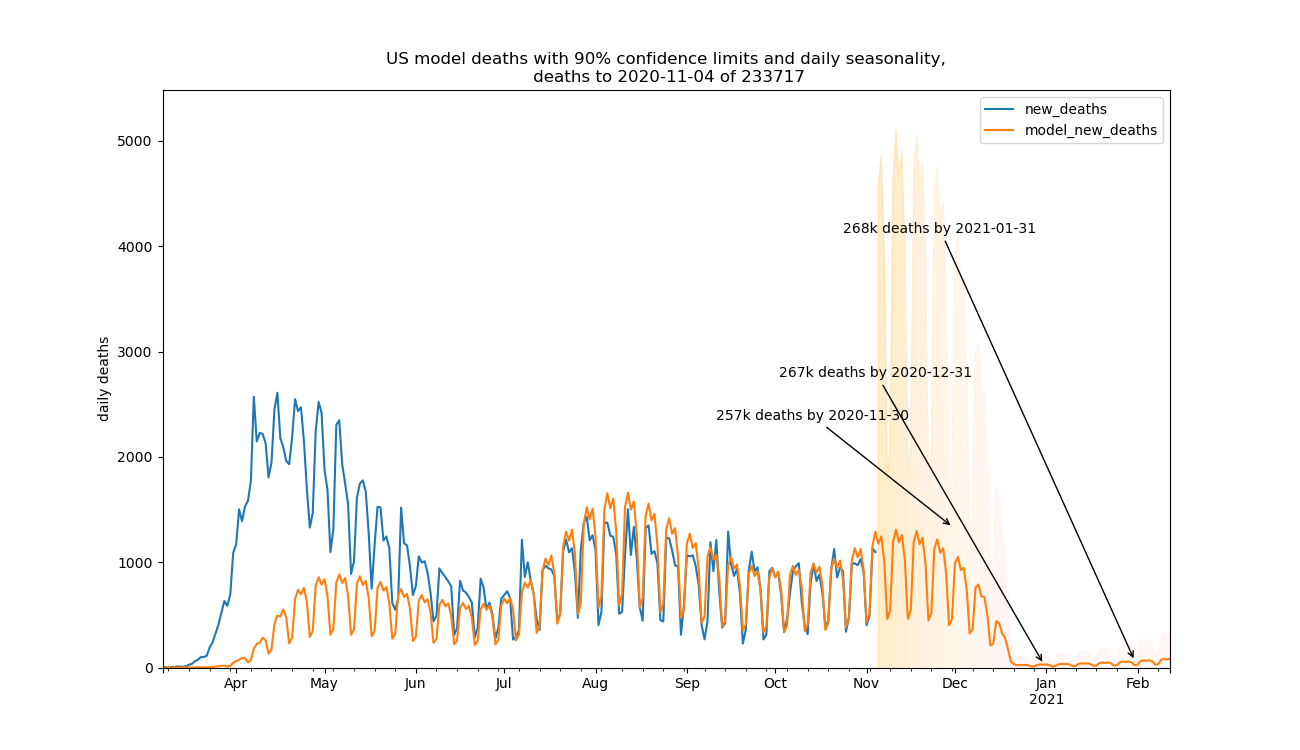 US model deaths with 90% confidence limits and daily seasonality,
deaths to 2020-11-04 of 233717
new_deaths
model_new_deaths
5000
4000
3000
2000
1000
0
daily deaths
268k deaths by 2021-01-31
267k deaths by 2020-12-31
257k deaths by 2020-11-30
Apr May Jun Jul Aug Sep Oct Nov Dec Jan Feb
2021